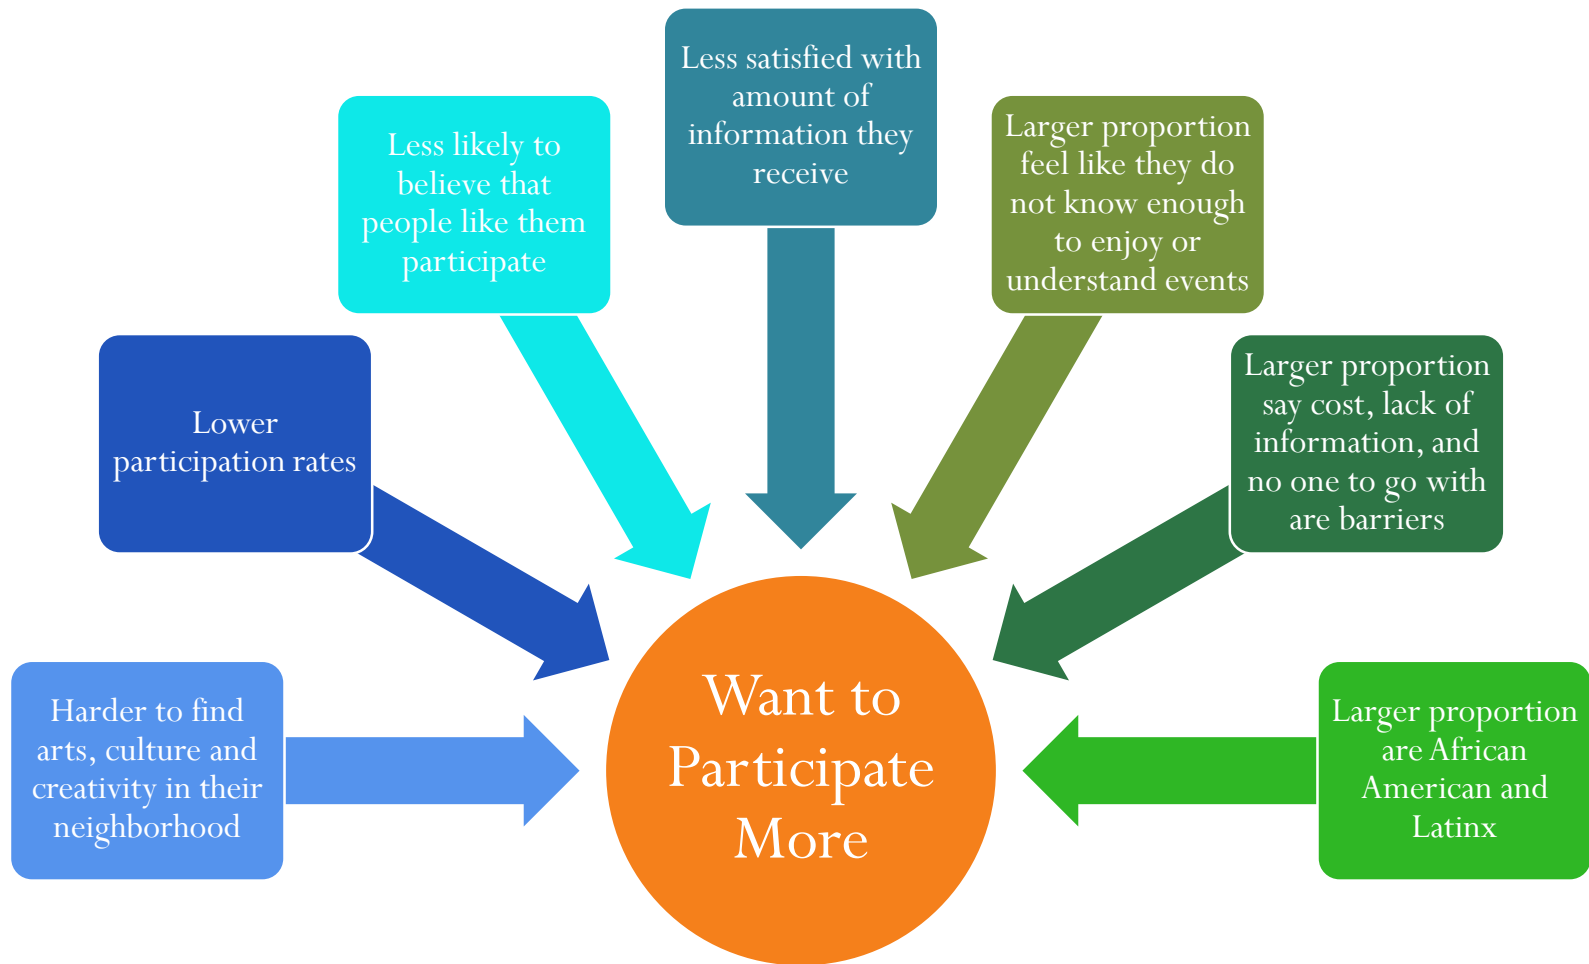 Less satisfied with
amount of
information they
receive
Less likely to
believe that
people like them
participate
Larger proportion
feel like they do
not know enough
to enjoy or
understand events
Lower
participation rates
Larger proportion
say cost, lack of
information, and
no one to go with
are barriers
Harder to find
arts, culture and
creativity in their
neighborhood
Want to
Participate
More
Larger proportion
are African
American and
Latinx